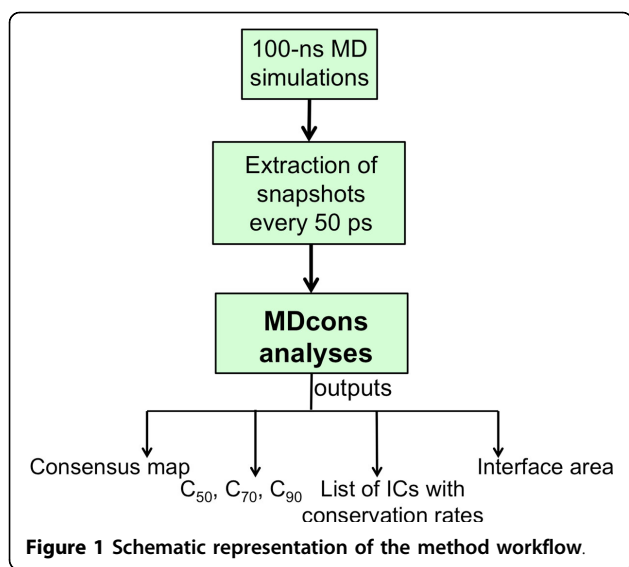 100-ns MD
simulations
Extraction of
snapshots
every 50 ps
MDcons
analyses
outputs
Consensus map
C50, C70, C90
List of ICs with
conservation rates
Interface area
Figure 1 Schematic representation of the method workflow.